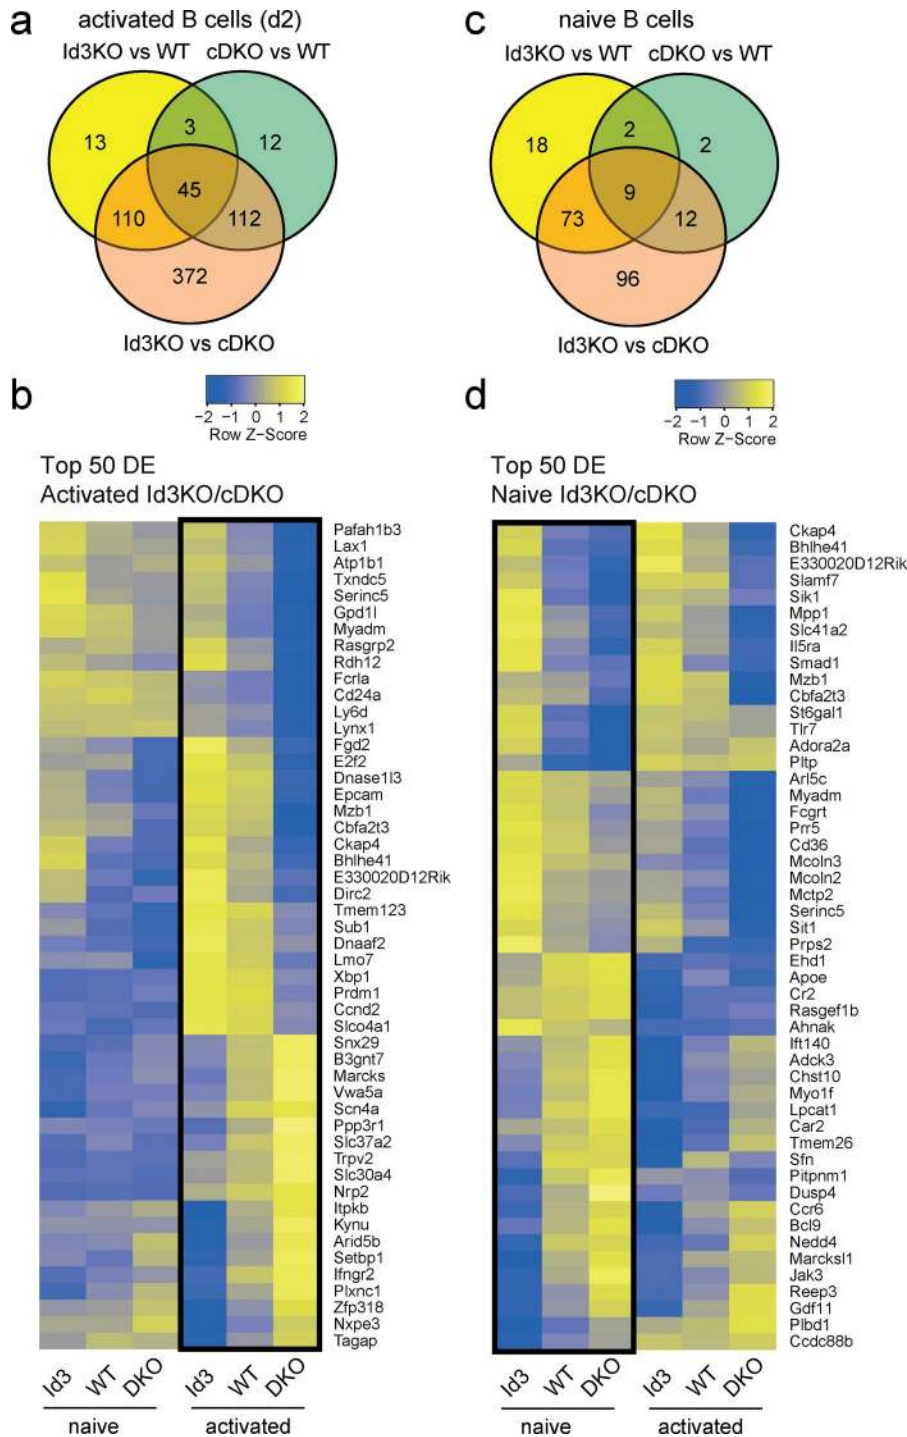 a
activated B cells (d2)
Id3KO vs WT cDKO vs WT
13
3
12
45
110
112
372
Id3KO vs cDKO
c
naive B cells
Id3KO vs WT cDKO vs WT
18
2
2
9
73
12
96
Id3KO vs cDKO
b
−2 −1 0 1 2
Row Z−Score
Top 50 DE
Activated Id3KO/cDKO
Pafah1b3
Lax1
Atp1b1
Txndc5
Serinc5
Gpd1l
Myadm
Rasgrp2
Rdh12
Fcrla
Cd24a
Ly6d
Lynx1
Fgd2
E2f2
Dnase1l3
Epcam
Mzb1
Cbfa2t3
Ckap4
Bhlhe41
E330020D12Rik
Dirc2
Tmem123
Sub1
Dnaaf2
Lmo7
Xbp1
Prdm1
Ccnd2
Slco4a1
Snx29
B3gnt7
Marcks
Vwa5a
Scn4a
Ppp3r1
Slc37a2
Trpv2
Slc30a4
Nrp2
Itpkb
Kynu
Arid5b
Setbp1
Ifngr2
Plxnc1
Zfp318
Nxpe3
Tagap
Id3 WT DKO Id3 WT DKO
naive activated
d
−2 −1 0 1 2
Row Z−Score
Top 50 DE
Naive Id3KO/cDKO
Ckap4
Bhlhe41
E330020D12Rik
Slamf7
Sik1
Mpp1
Slc41a2
Il5ra
Smad1
Mzb1
Cbfa2t3
St6gal1
Tlr7
Adora2a
Pltp
Arl5c
Myadm
Fcgrt
Prr5
Cd36
Mcoln3
Mcoln2
Mctp2
Serinc5
Sit1
Prps2
Ehd1
Apoe
Cr2
Rasgef1b
Ahnak
Ift140
Adck3
Chst10
Myo1f
Lpcat1
Car2
Tmem26
Sfn
Pitpnm1
Dusp4
Ccr6
Bcl9
Nedd4
Marcksl1
Jak3
Reep3
Gdf11
Plbd1
Ccdc88b
Id3 WT DKO Id3 WT DKO
naive activated